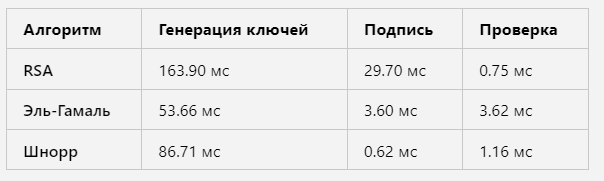 Алгоритм Генерация ключей Подпись Проверка
RSA 163.90 мс 29.70 мс 0.75 мс
Эль-Гамаль 53.66 мс 3.60 мс 3.62 мс
Шнорр 86.71 мс 0.62 мс 1.16 мс